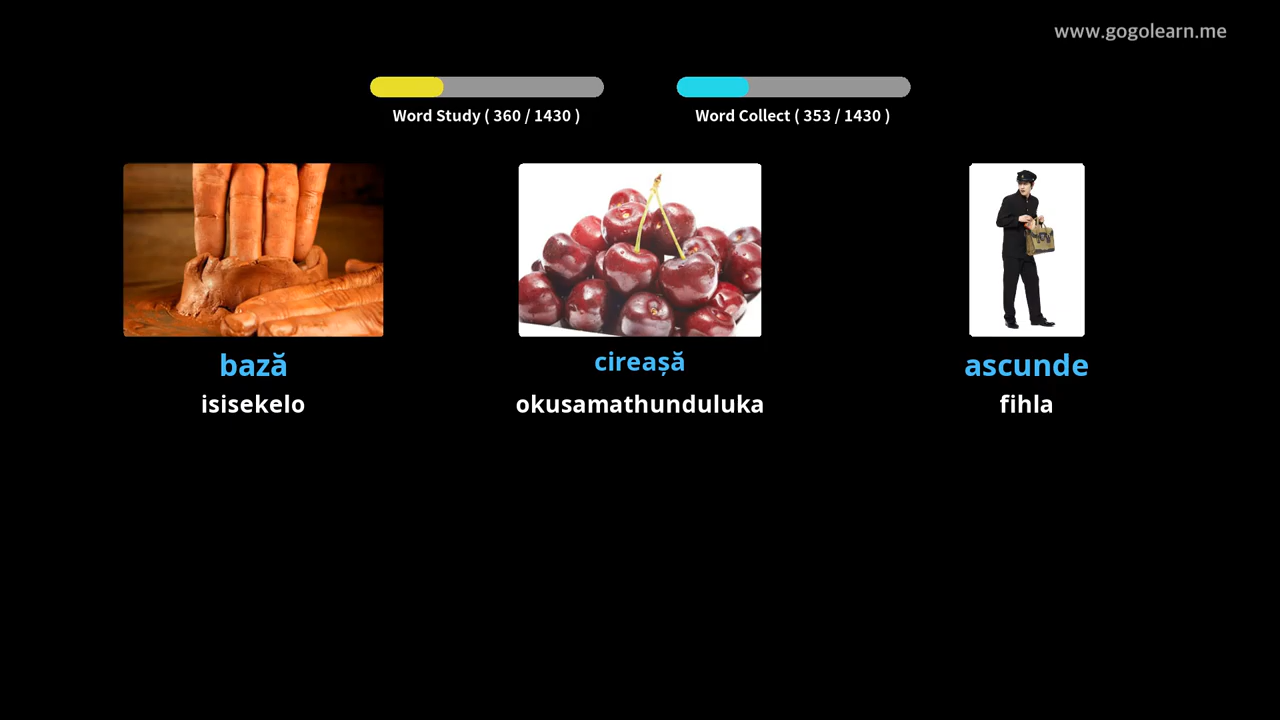 www.gogolearn.me
Word Study ( 360 / 1430 )
Word Collect ( 353 / 1430 )
bază
isisekelo
cireașă
okusamathunduluka
ascunde
fihla